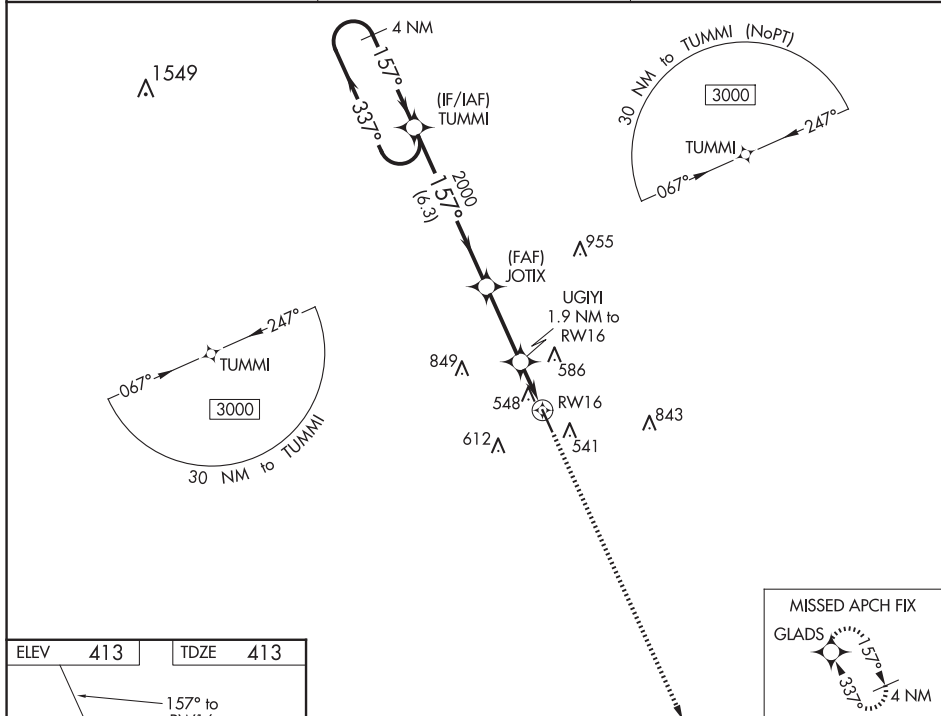 4 NM
157°
337°
1549
(IF/IAF)
TUMMI
2000
157°
(6.3)
30 NM to TUMMI (NoPT)
3000
TUMMI
247°
067°
955
(FAF)
JOTIX
UGIYI
1.9 NM to
RW16
586
849
548
RW16
843
612
541
247°
067°
TUMMI
3000
30 NM to TUMMI
MISSED APCH FIX
GLADS
157°
337°
4 NM
ELEV 413
TDZE 413
157° to